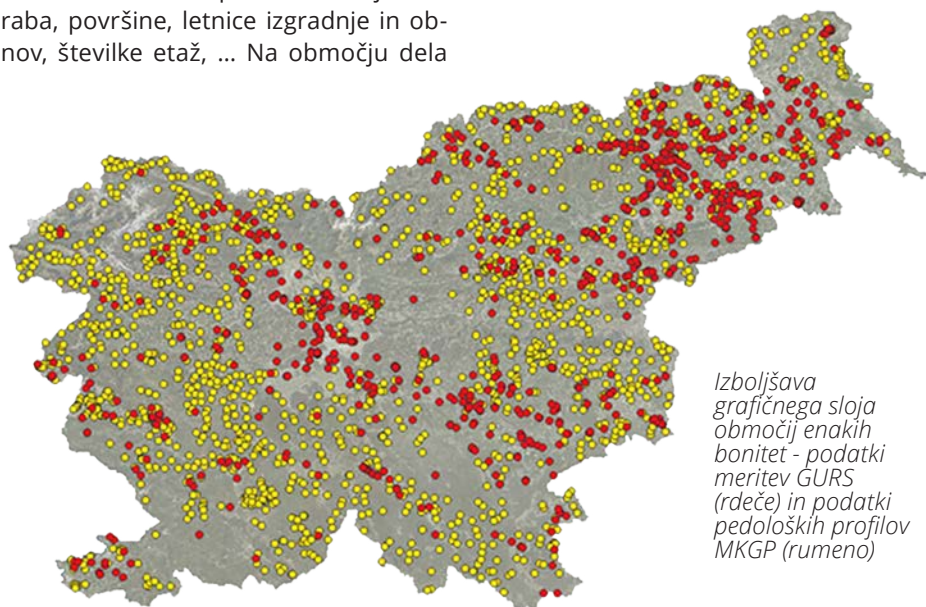 raba, površine, letnice izgradnje in ob-
nov, številke etaž, ... Na območju dela
Izboljšava
grafičnega sloja
območij enakih
bonitet - podatki
meritev GURS
(rdeče) in podatki
pedoloških profilov
MKGP (rumeno)